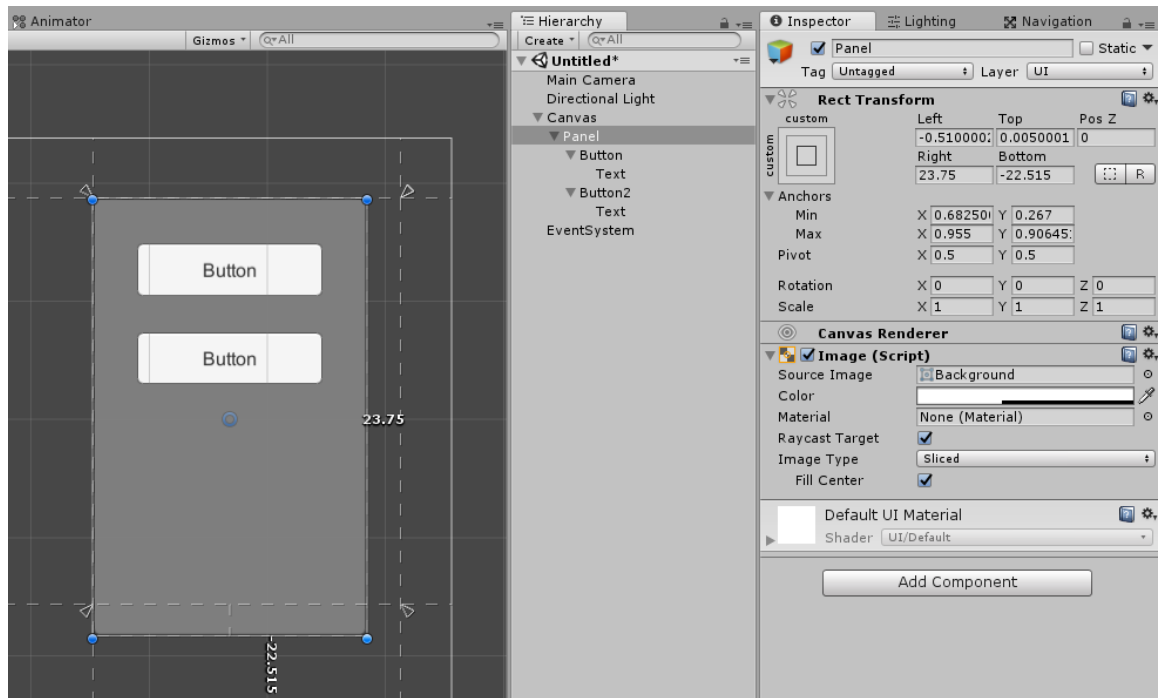 Animator
Gizmos All
Button
Button
23.75
-22.515
Hierarchy
Create All
Untitled*
Main Camera
Directional Light
Canvas
Panel
Button
Text
Button2
Text
EventSystem
Inspector Lighting Navigation
Panel Static
Tag Untagged Layer UI
Rect Transform
custom Left Top Pos Z
custom -0.5100002 0.0050001 0
Right Bottom
23.75 -22.515 R
Anchors
Min X 0.6825 Y 0.267
Max X 0.955 Y 0.90645
Pivot X 0.5 Y 0.5
Rotation X 0 Y 0 Z 0
Scale X 1 Y 1 Z 1
Canvas Renderer
Image (Script)
Source Image Background
Color
Material None (Material)
Raycast Target
Image Type Sliced
Fill Center
Default UI Material
Shader UI/Default
Add Component